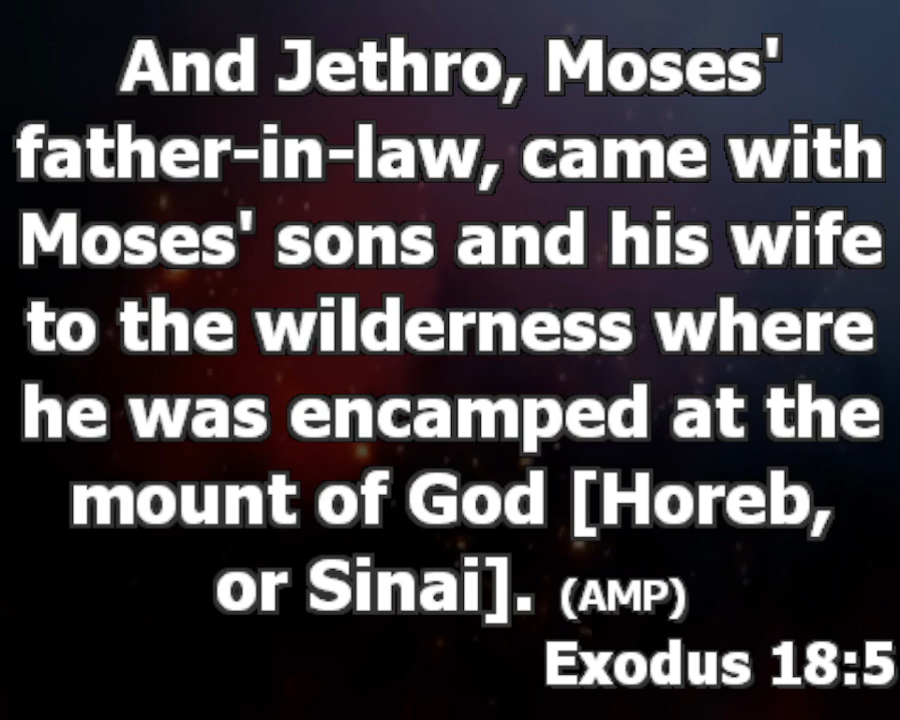 And Jethro, Moses'
father-in-law, came with
Moses' sons and his wife
to the wilderness where
he was encamped at the
mount of God [Horeb,
or Sinai]. (AMP)
Exodus 18:5